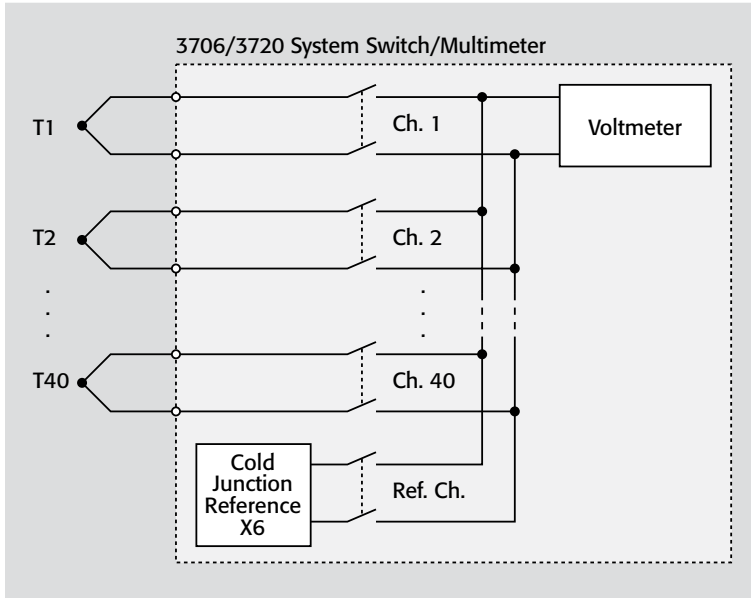 3706/3720 System Switch/Multimeter
T1
Ch. 1
Voltmeter
T2
Ch. 2
.
.
.
.
.
.
T40
Ch. 40
Cold
Junction
Reference
X6
Ref. Ch.